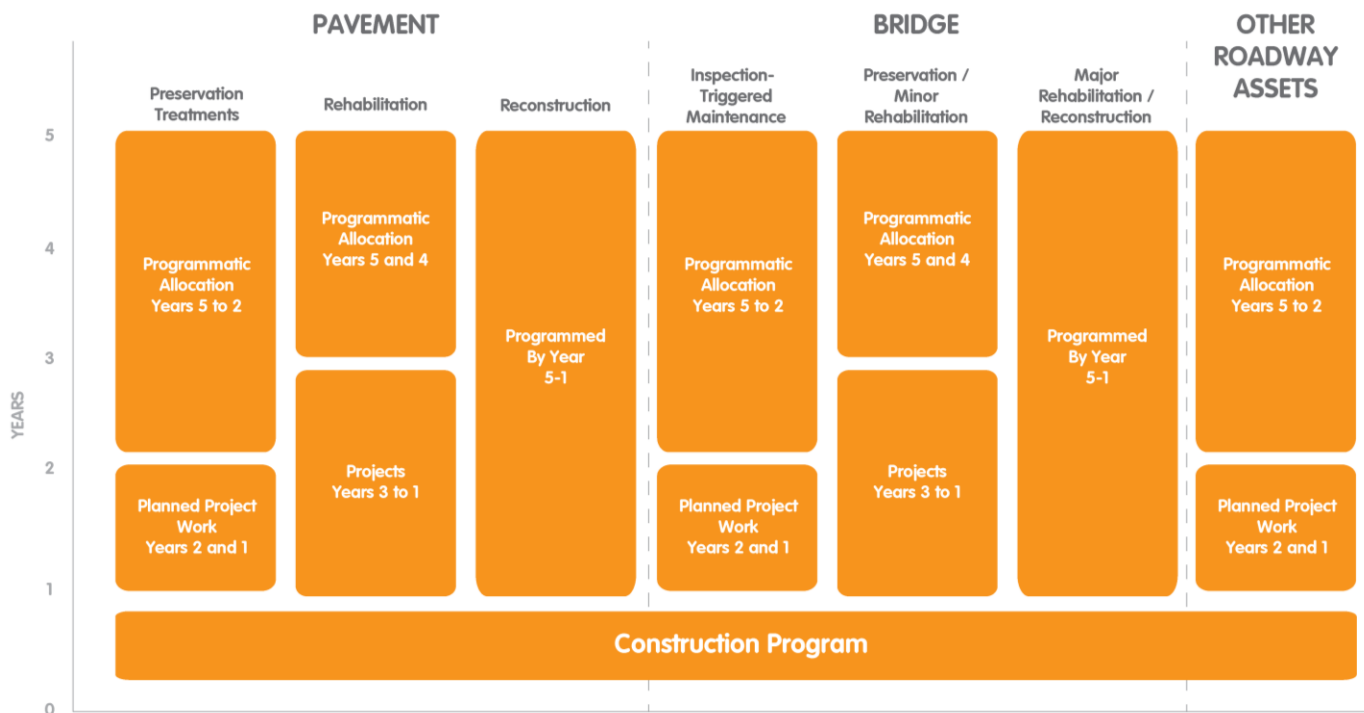 PAVEMENT
BRIDGE
OTHER
ROADWAY
ASSETS
Preservation
Treatments
Rehabilitation
Reconstruction
Inspection-
Triggered
Maintenance
Preservation /
Minor
Rehabilitation
Major
Rehabilitation /
Reconstruction
YEARS
5
4
3
2
1
0
Programmatic
Allocation
Years 5 to 2
Planned Project
Work
Years 2 and 1
Programmatic
Allocation
Years 5 and 4
Projects
Years 3 to 1
Programmed
By Year
5-1
Programmatic
Allocation
Years 5 to 2
Planned Project
Work
Years 2 and 1
Programmatic
Allocation
Years 5 and 4
Projects
Years 3 to 1
Programmed
By Year
5-1
Programmatic
Allocation
Years 5 to 2
Planned Project
Work
Years 2 and 1
Construction Program